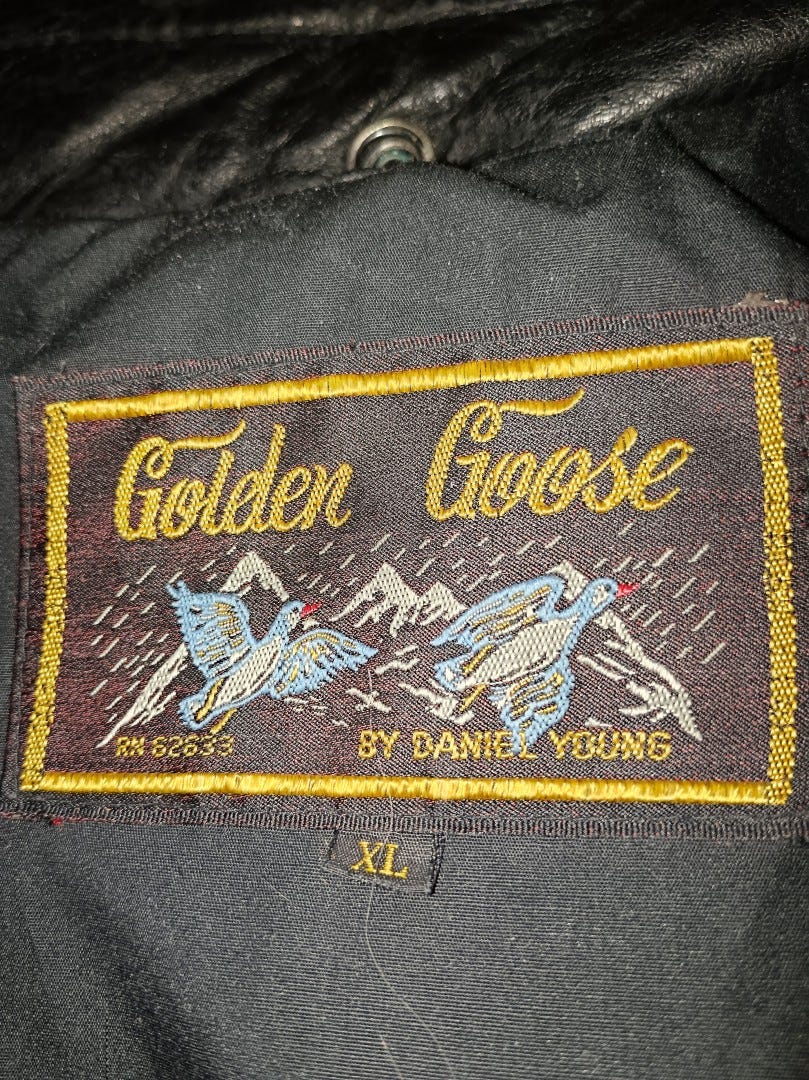 Golden Goose
RN 62633 BY DANIEL YOUNG
XL